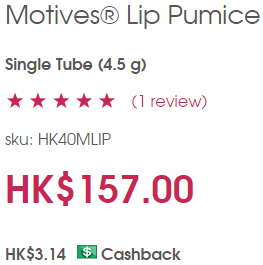 Motives® Lip Pumice
Single Tube (4.5 g)
★ ★ ★ ★ ★ (1 review)
sku: HK40MLIP
HK$157.00
HK$3.14 $ Cashback